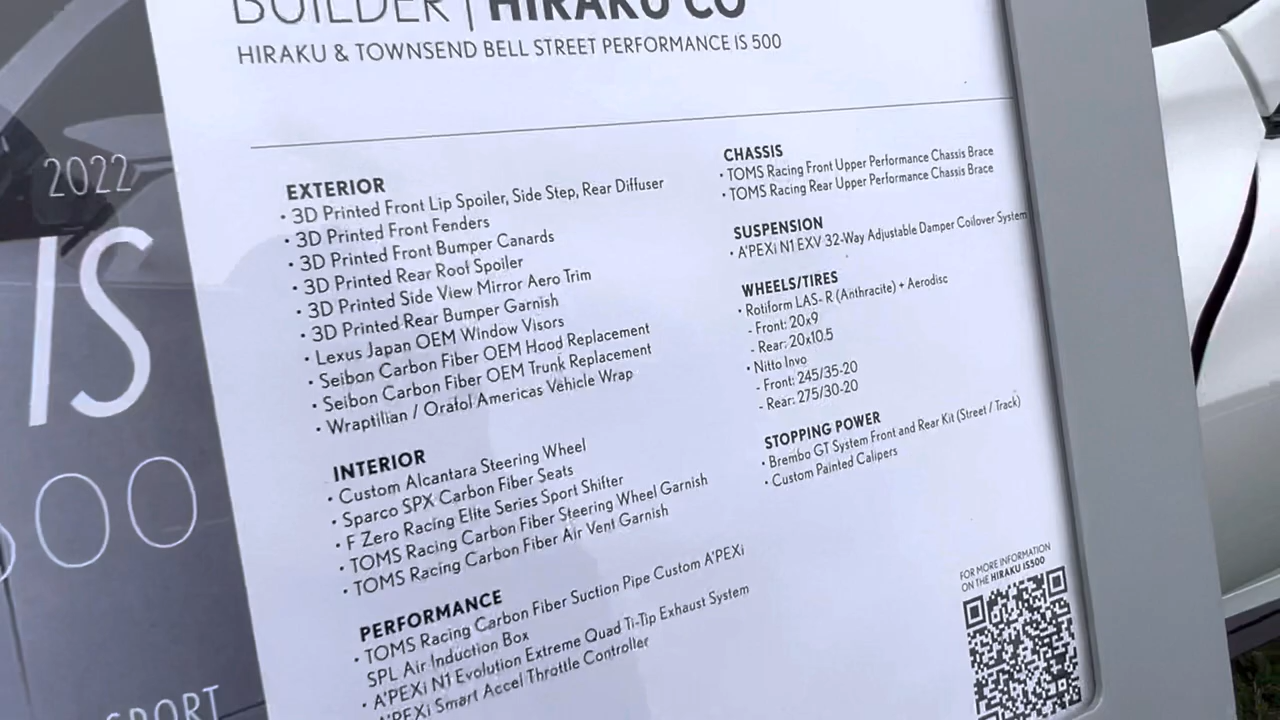 BUILDER | HIRAKU CO
HIRAKU & TOWNSEND BELL STREET PERFORMANCE IS 500
2022
IS
500
SPORT
EXTERIOR
• 3D Printed Front Lip Spoiler, Side Step, Rear Diffuser
• 3D Printed Front Fenders
• 3D Printed Front Bumper Canards
• 3D Printed Rear Roof Spoiler
• 3D Printed Side View Mirror Aero Trim
• 3D Printed Rear Bumper Garnish
• Lexus Japan OEM Window Visors
• Seibon Carbon Fiber OEM Hood Replacement
• Seibon Carbon Fiber OEM Trunk Replacement
• Wraptilian / Orafol Americas Vehicle Wrap
INTERIOR
• Custom Alcantara Steering Wheel
• Sparco SPX Carbon Fiber Seats
• F Zero Racing Elite Series Sport Shifter
• TOMS Racing Carbon Fiber Steering Wheel Garnish
• TOMS Racing Carbon Fiber Air Vent Garnish
PERFORMANCE
• TOMS Racing Carbon Fiber Suction Pipe Custom A'PEXi
SPL Air Induction Box
• A'PEXi N1 Evolution Extreme Quad Ti-Tip Exhaust System
A'PEXi Smart Accel Throttle Controller
CHASSIS
• TOMS Racing Front Upper Performance Chassis Brace
• TOMS Racing Rear Upper Performance Chassis Brace
SUSPENSION
• A'PEXi N1 EXV 32-Way Adjustable Damper Coilover System
WHEELS/TIRES
• Rotiform LAS-R (Anthracite) + Aerodisc
- Front: 20x9
- Rear: 20x10.5
• Nitto Invo
- Front: 245/35-20
- Rear: 275/30-20
STOPPING POWER
• Brembo GT System Front and Rear Kit (Street / Track)
• Custom Painted Calipers
FOR MORE INFORMATION
ON THE HIRAKU IS500